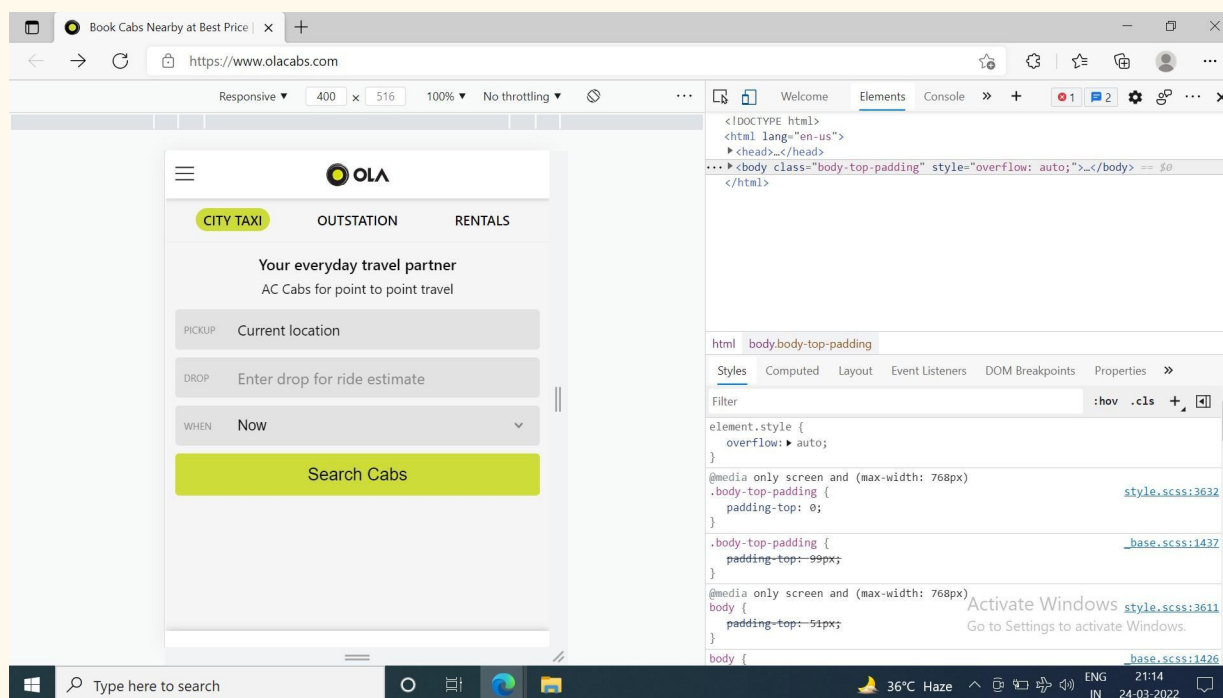 Book Cabs Nearby at Best Price |
https://www.olacabs.com
Responsive ▼ 400 x 516 100% ▼ No throttling ▼
OLA
CITY TAXI OUTSTATION RENTALS
Your everyday travel partner
AC Cabs for point to point travel
PICKUP Current location
DROP Enter drop for ride estimate
WHEN Now
Search Cabs
Welcome Elements Console » + 1 2
<!DOCTYPE html>
<html lang="en-us">
▶<head>…</head>
…▶<body class="body-top-padding" style="overflow: auto;">…</body> == $0
</html>
html body.body-top-padding
Styles Computed Layout Event Listeners DOM Breakpoints Properties »
Filter :hov .cls +
element.style {
overflow:▶ auto;
}
@media only screen and (max-width: 768px)
.body-top-padding { style.scss:3632
padding-top: 0;
}
.body-top-padding { _base.scss:1437
padding-top: 99px;
}
@media only screen and (max-width: 768px)
body { style.scss:3611
padding-top: 51px;
}
body { _base.scss:1426
Activate Windows
Go to Settings to activate Windows.
Type here to search
36°C Haze
ENG
IN
21:14
24-03-2022